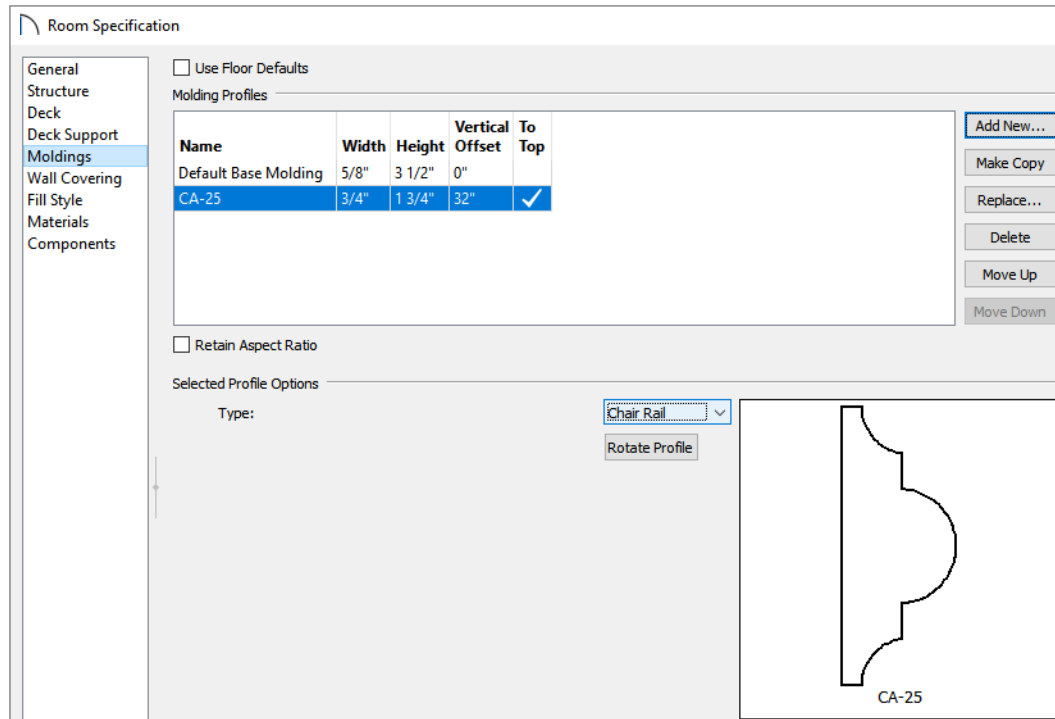 Room Specification
General
Structure
Deck
Deck Support
Moldings
Wall Covering
Fill Style
Materials
Components
Use Floor Defaults
Molding Profiles
Name Width Height Vertical Offset To Top
Default Base Molding 5/8" 3 1/2" 0"
CA-25 3/4" 1 3/4" 32"
Add New...
Make Copy
Replace...
Delete
Move Up
Move Down
Retain Aspect Ratio
Selected Profile Options
Type: Chair Rail
Rotate Profile
CA-25